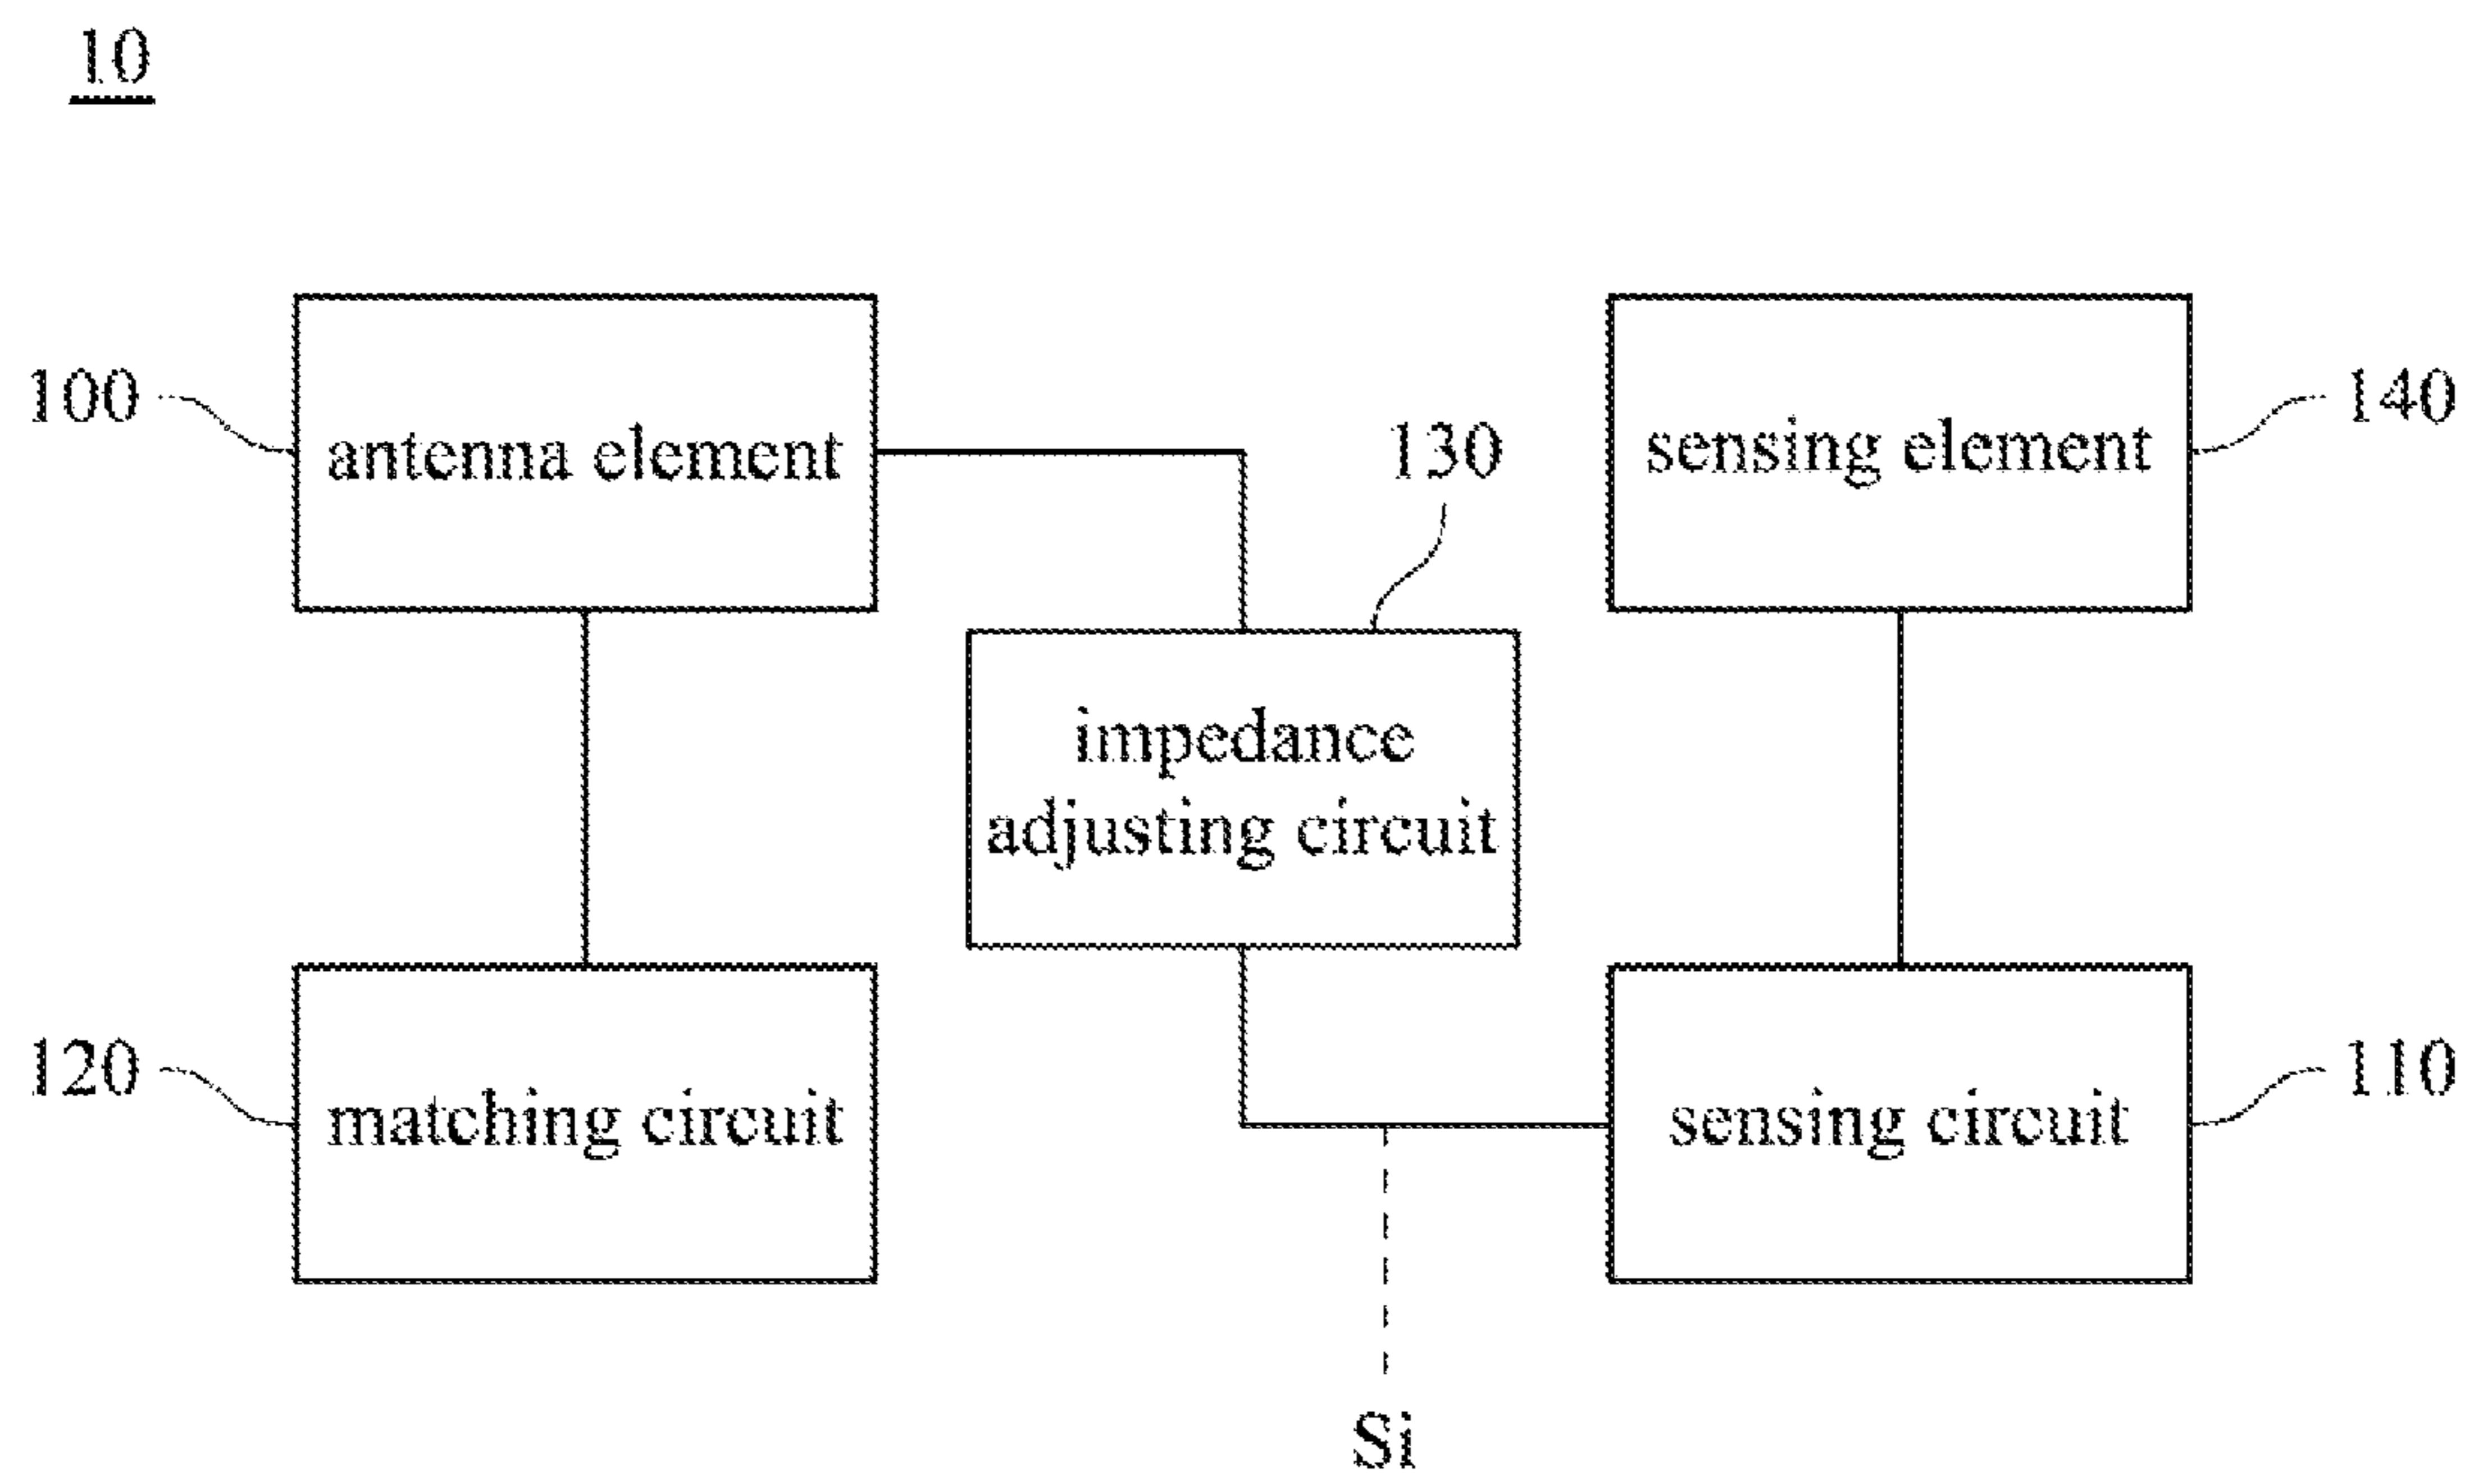 10
100
antenna element
130
sensing element
140
impedance
adjusting circuit
120
matching circuit
sensing circuit
110
Si